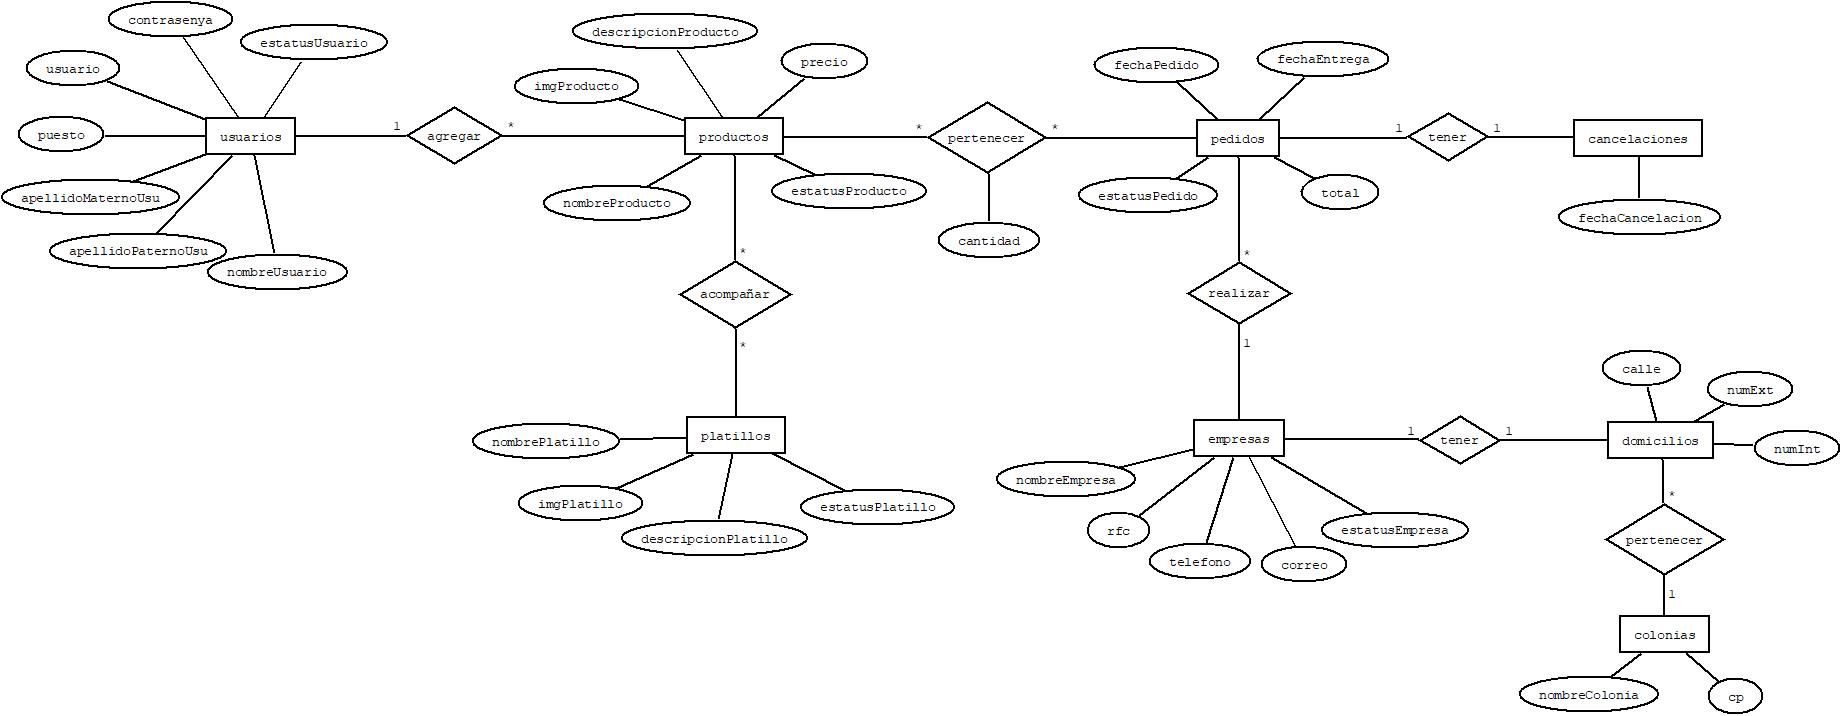 contrasenya
estatusUsuario
usuario
puesto
usuarios
apellidoMaternoUsu
apellidoPaternoUsu
nombreUsuario
1
agregar
*
descripcionProducto
precio
imgProducto
productos
nombreProducto
estatusProducto
*
pertenecer
*
cantidad
fechaPedido
fechaEntrega
pedidos
estatusPedido
total
1
tener
1
cancelaciones
fechaCancelacion
*
acompañar
*
platillos
nombrePlatillo
imgPlatillo
descripcionPlatillo
estatusPlatillo
*
realizar
1
empresas
nombreEmpresa
rfc
telefono
correo
estatusEmpresa
1
tener
1
calle
numExt
domicilios
numInt
*
pertenecer
1
colonias
nombreColonia
cp